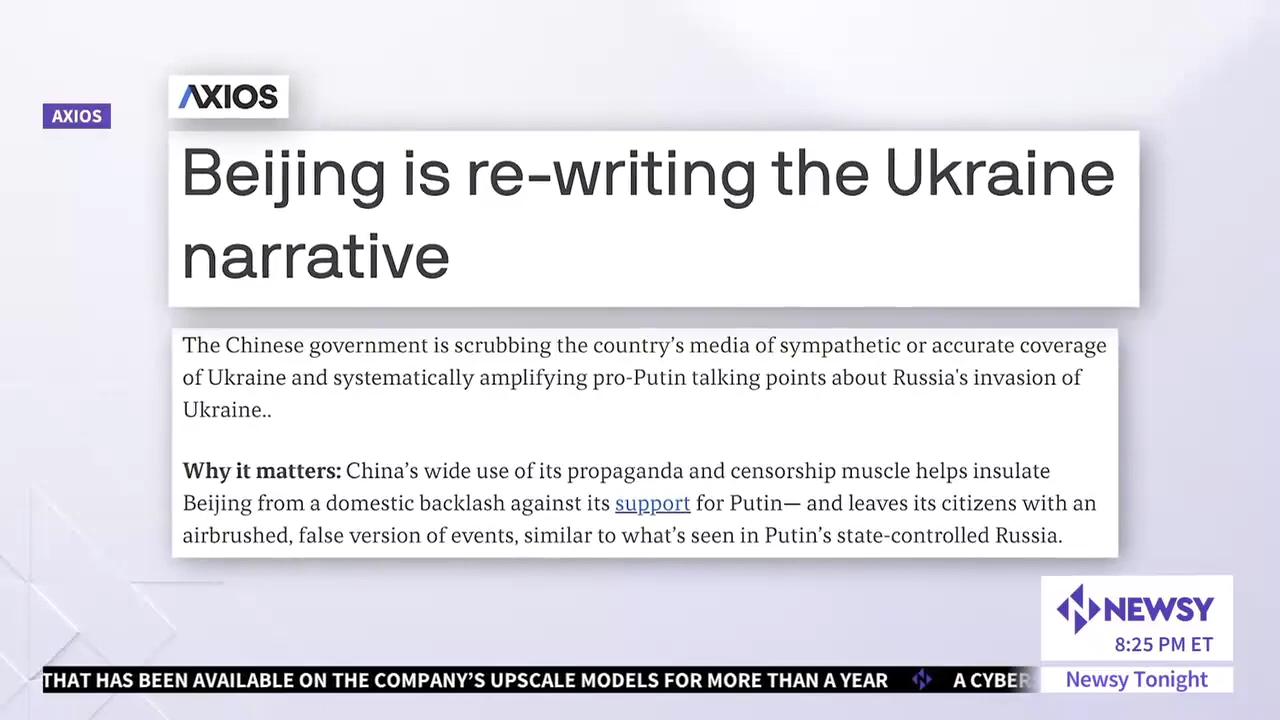 AXIOS
AXIOS
Beijing is re-writing the Ukraine
narrative
The Chinese government is scrubbing the country’s media of sympathetic or accurate coverage
of Ukraine and systematically amplifying pro-Putin talking points about Russia's invasion of
Ukraine..
Why it matters: China’s wide use of its propaganda and censorship muscle helps insulate
Beijing from a domestic backlash against its support for Putin— and leaves its citizens with an
airbrushed, false version of events, similar to what’s seen in Putin’s state-controlled Russia.
NEWSY
8:25 PM ET
THAT HAS BEEN AVAILABLE ON THE COMPANY’S UPSCALE MODELS FOR MORE THAN A YEAR A CYBER
Newsy Tonight